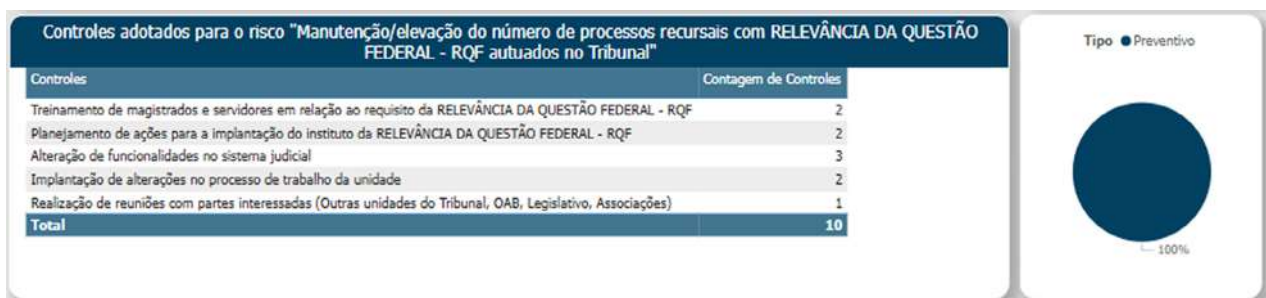 Controles adotados para o risco "Manutenção/elevação do número de processos recursais com RELEVÂNCIA DA QUESTÃO
FEDERAL - RQF autuados no Tribunal"
Controles Contagem de Controles
Treinamento de magistrados e servidores em relação ao requisito da RELEVÂNCIA DA QUESTÃO FEDERAL - RQF 2
Planejamento de ações para a implantação do instituto da RELEVÂNCIA DA QUESTÃO FEDERAL - RQF 2
Alteração de funcionalidades no sistema judicial 3
Implantação de alterações no processo de trabalho da unidade 2
Realização de reuniões com partes interessadas (Outras unidades do Tribunal, OAB, Legislativo, Associações) 1
Total 10
Tipo Preventivo
100%